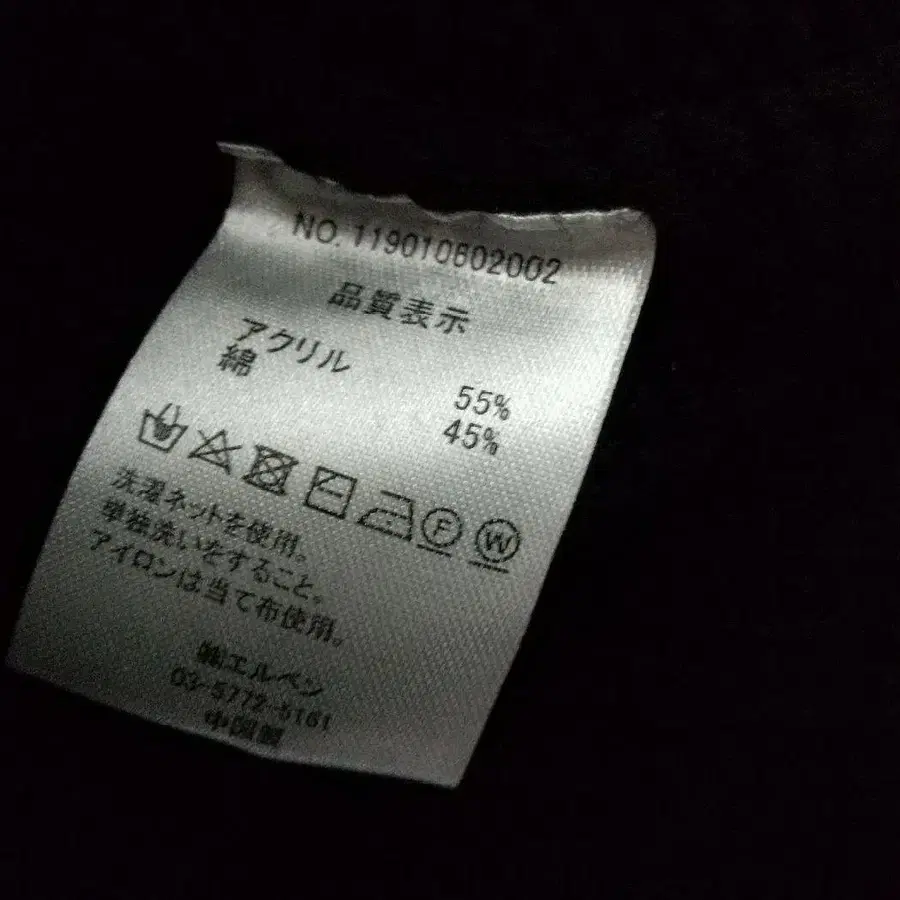 NO.119010602002
品質表示
アクリル 55%
綿 45%
F W
洗濯ネットを使用。
単独洗いをすること。
アイロンは当て布使用。
㈱エルベン
03-5772-5161
中国製